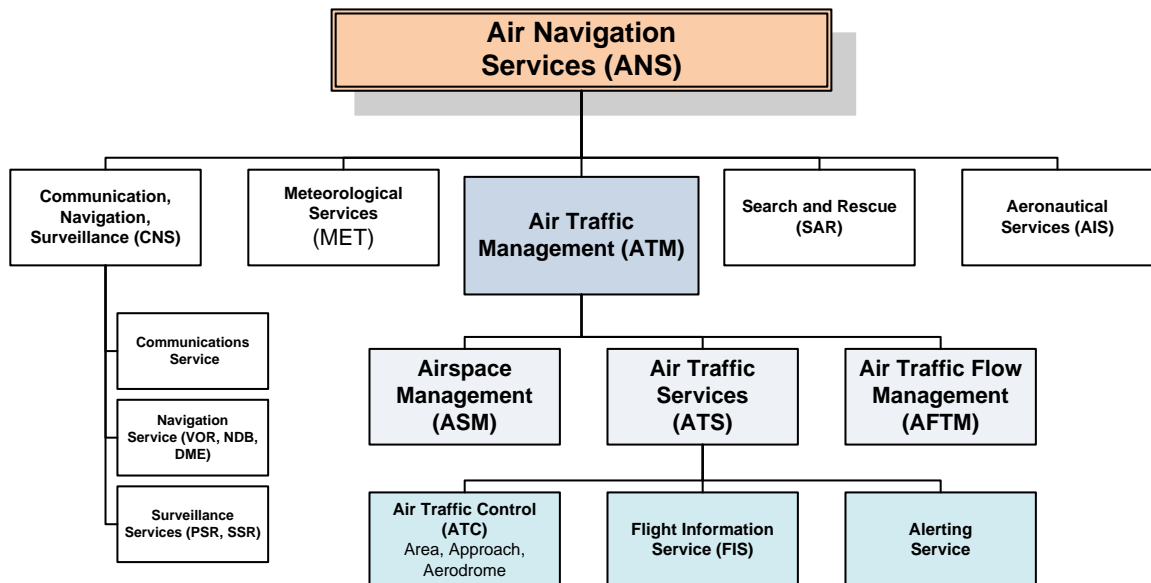 Air Navigation
Services (ANS)
Communication,
Navigation,
Surveillance (CNS)
Meteorological
Services
(MET)
Air Traffic
Management (ATM)
Search and Rescue
(SAR)
Aeronautical
Services (AIS)
Communications
Service
Navigation
Service (VOR, NDB,
DME)
Surveillance
Services (PSR, SSR)
Airspace
Management
(ASM)
Air Traffic
Services
(ATS)
Air Traffic Flow
Management
(AFTM)
Air Traffic Control
(ATC)
Area, Approach,
Aerodrome
Flight Information
Service (FIS)
Alerting
Service